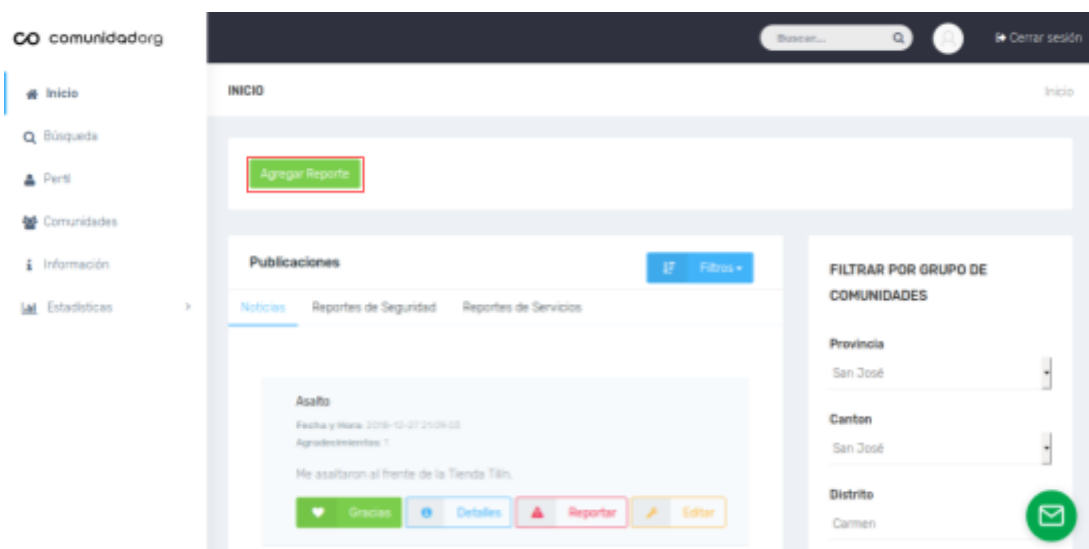 comunidadorg
Buscar...
Cerrar sesión
Inicio
Búsqueda
Perfil
Comunidades
Información
Estadísticas
INICIO
Inicio
Agregar Reporte
Publicaciones
Filtros
Noticias
Reportes de Seguridad
Reportes de Servicios
Asalto
Fecha y Hora: 2018-12-27 21:09:03
Agradecimientos: 1
Me asaltaron al frente de la Tienda Tilín.
Gracias
Detalles
Reportar
Editar
FILTRAR POR GRUPO DE
COMUNIDADES
Provincia
San José
Canton
San José
Distrito
Carmen